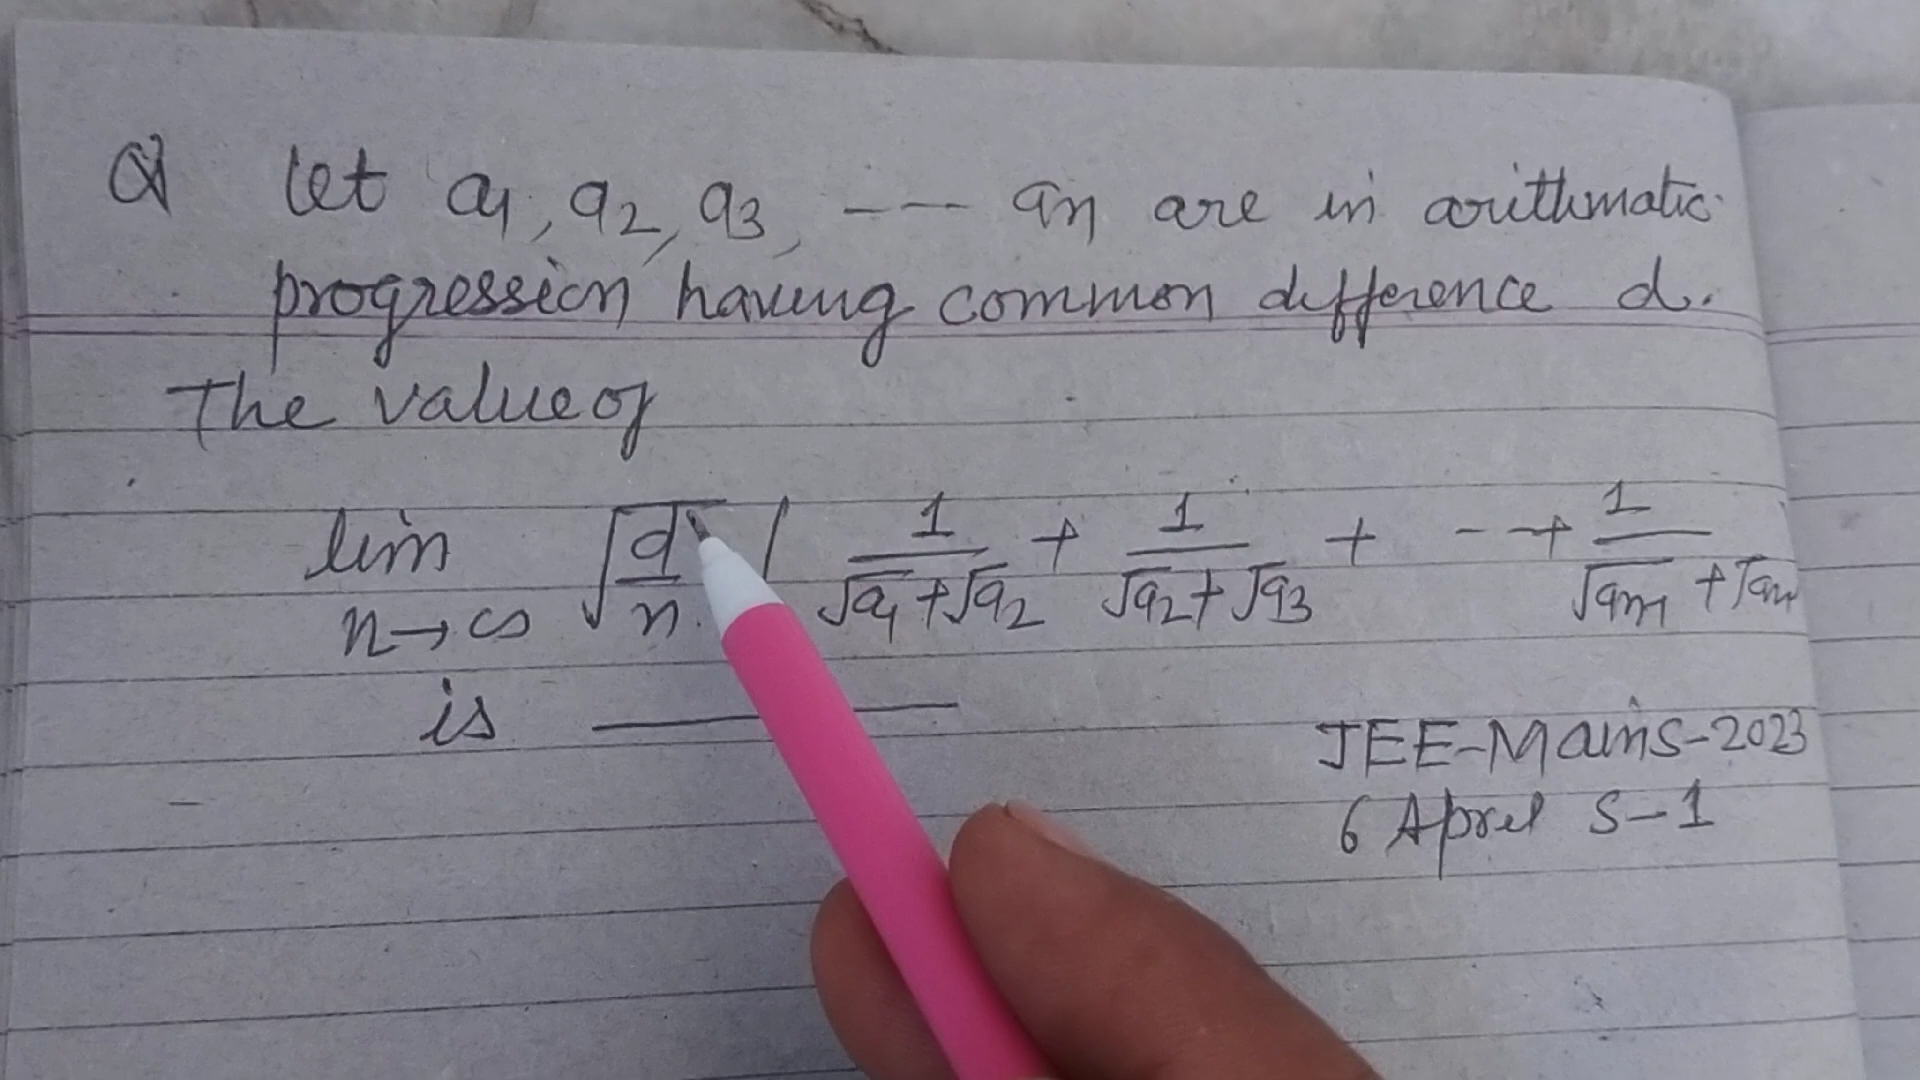 Q Let a1, a2, a3, --- an are in arithmatic
progression having common difference d.
The value of
lim n→∞ √(d/n) ( 1/(√a1+√a2) + 1/(√a2+√a3) + --+ 1/(√an-1 + √an
is ———
JEE-Mains-2023
6 April S-1